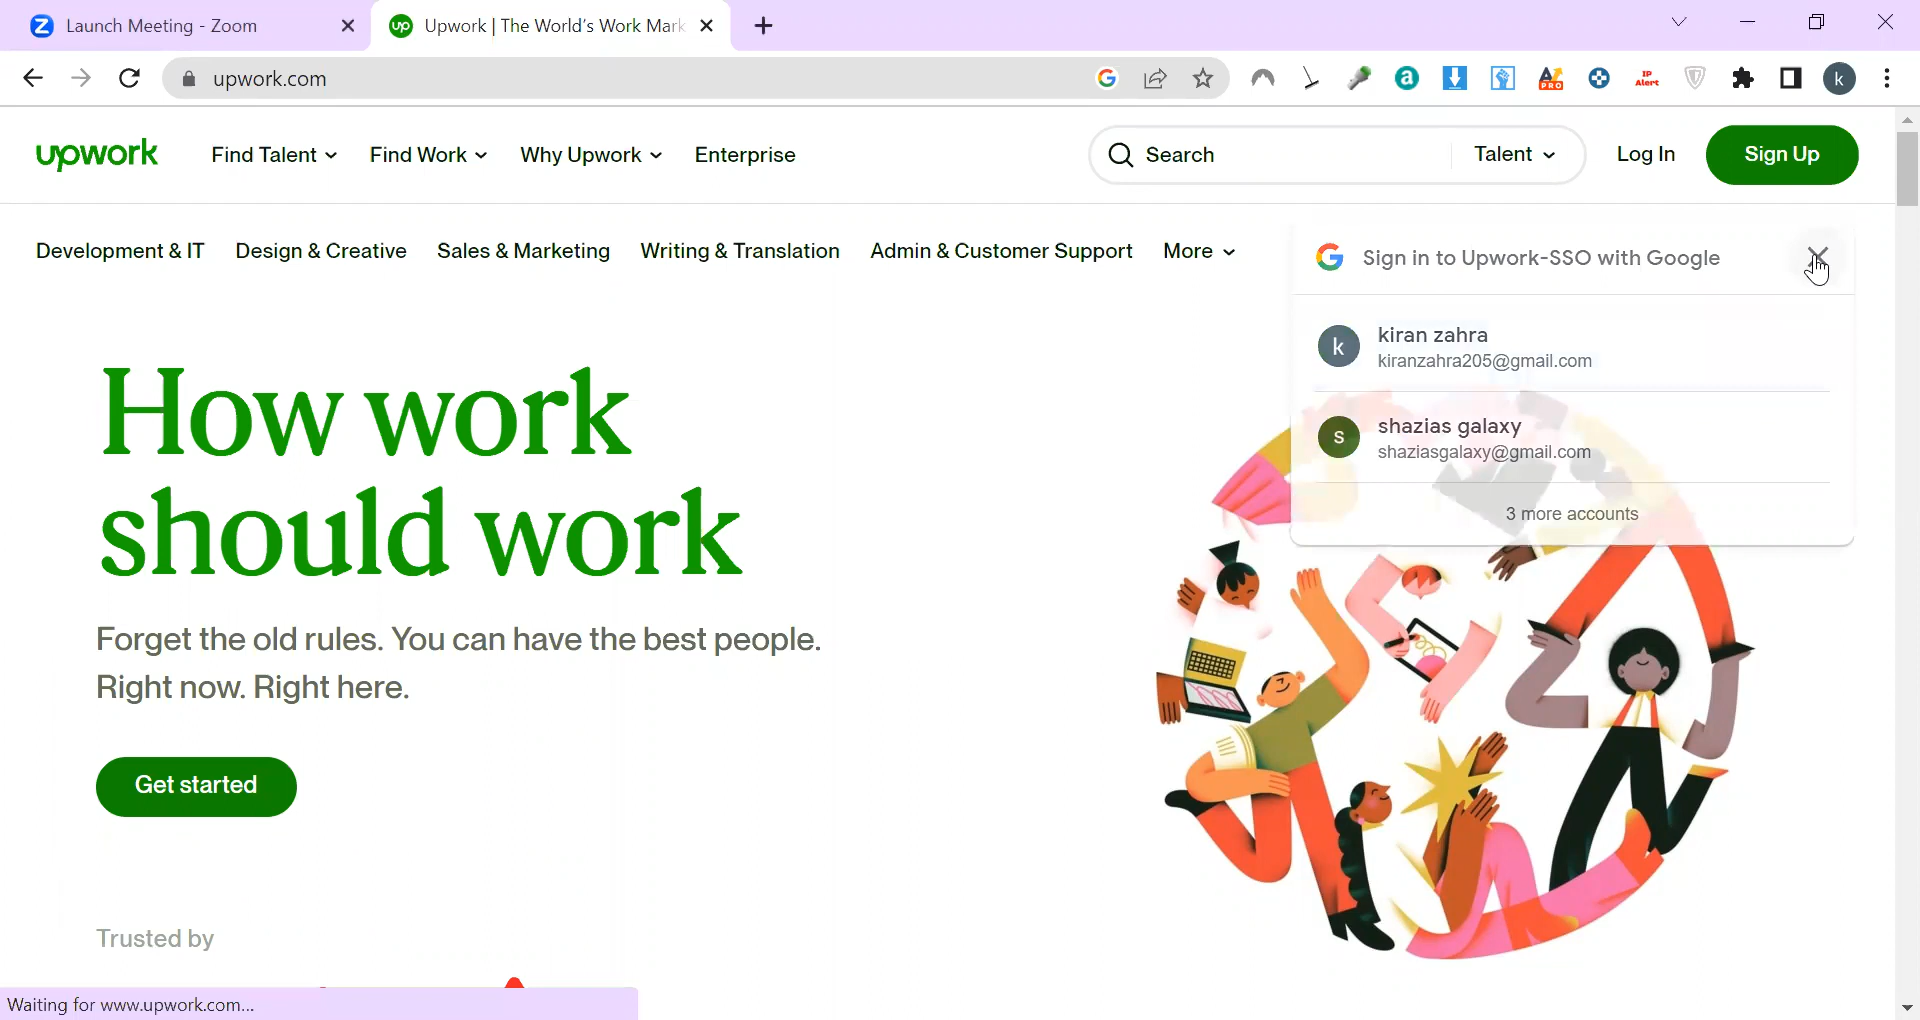 Launch Meeting - Zoom
Upwork | The World's Work Mark
upwork.com
IP Alert
PRO
upwork
Find Talent
Find Work
Why Upwork
Enterprise
Search
Talent
Log In
Sign Up
Development & IT
Design & Creative
Sales & Marketing
Writing & Translation
Admin & Customer Support
More
Sign in to Upwork-SSO with Google
k
kiran zahra
kiranzahra205@gmail.com
s
shazias galaxy
shaziasgalaxy@gmail.com
3 more accounts
How work
should work
Forget the old rules. You can have the best people.
Right now. Right here.
Get started
Trusted by
Waiting for www.upwork.com...